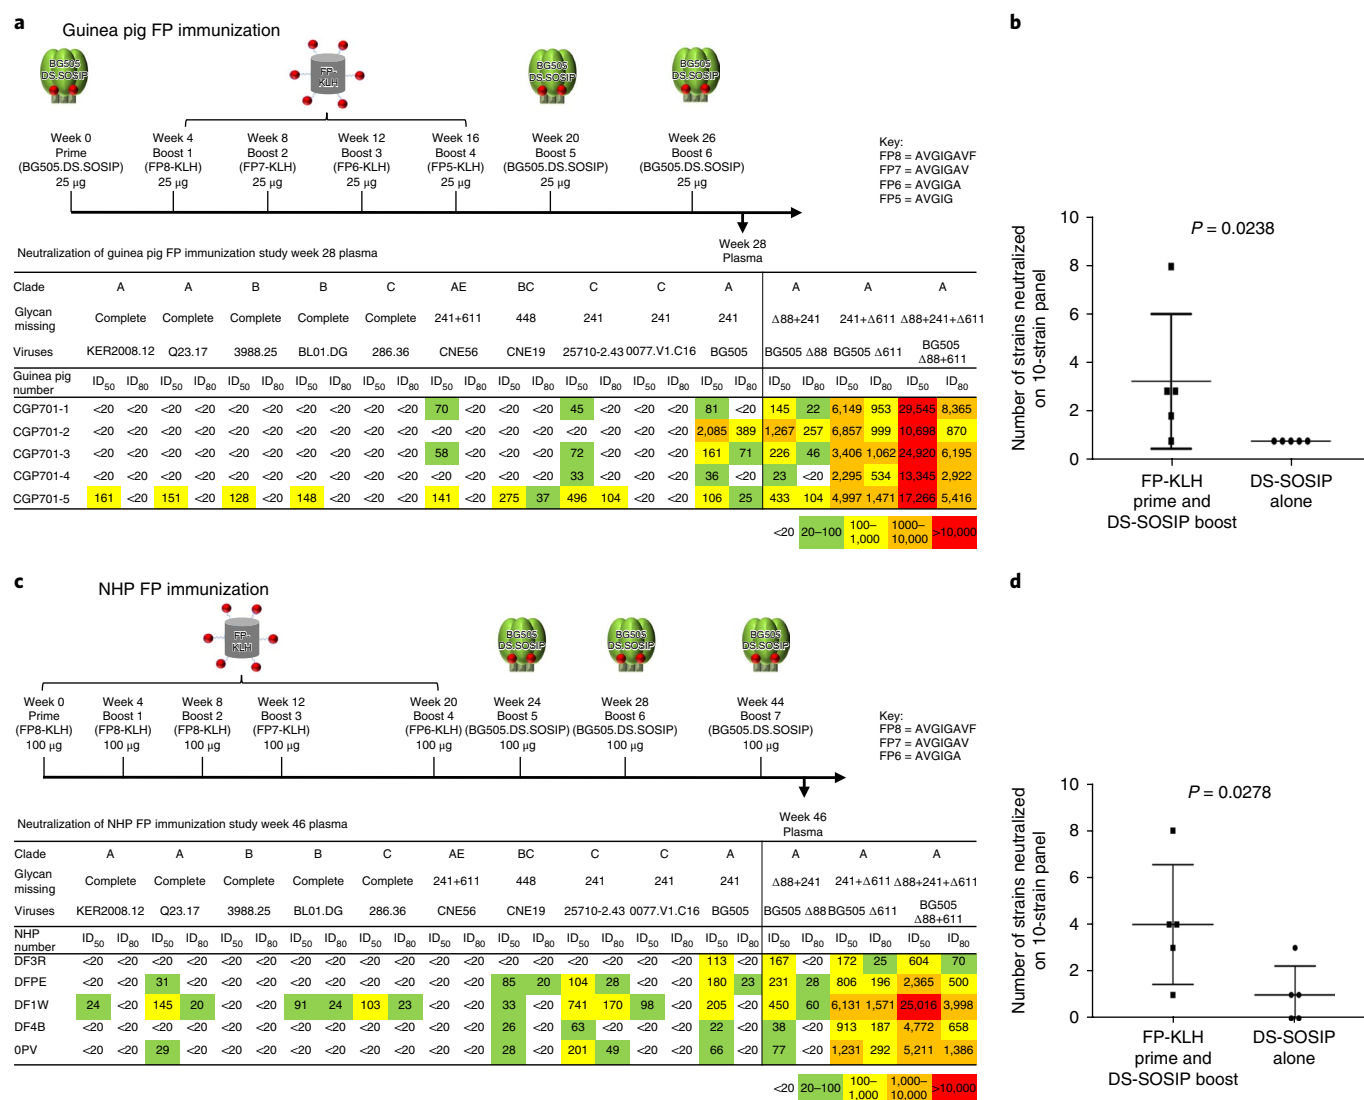 a
Guinea pig FP immunization
BG505 DS.SOSIP
FP-KLH
BG505 DS.SOSIP
BG505 DS.SOSIP
Week 0 Prime (BG505.DS.SOSIP) 25 µg
Week 4 Boost 1 (FP8-KLH) 25 µg
Week 8 Boost 2 (FP7-KLH) 25 µg
Week 12 Boost 3 (FP6-KLH) 25 µg
Week 16 Boost 4 (FP5-KLH) 25 µg
Week 20 Boost 5 (BG505.DS.SOSIP) 25 µg
Week 26 Boost 6 (BG505.DS.SOSIP) 25 µg
Key:
FP8 = AVGIGAVF
FP7 = AVGIGAV
FP6 = AVGIGA
FP5 = AVGIG
Week 28
Plasma
Neutralization of guinea pig FP immunization study week 28 plasma
Clade A A B B C AE BC C C A A A A
Glycan missing Complete Complete Complete Complete Complete 241+611 448 241 241 241 Δ88+241 241+Δ611 Δ88+241+Δ611
Viruses KER2008.12 Q23.17 3988.25 BL01.DG 286.36 CNE56 CNE19 25710-2.43 0077.V1.C16 BG505 BG505 Δ88 BG505 Δ611 BG505 Δ88+611
Guinea pig number ID50 ID80 ID50 ID80 ID50 ID80 ID50 ID80 ID50 ID80 ID50 ID80 ID50 ID80 ID50 ID80 ID50 ID80 ID50 ID80 ID50 ID80 ID50 ID80 ID50 ID80
CGP701-1 <20 <20 <20 <20 <20 <20 <20 <20 <20 <20 70 <20 <20 <20 45 <20 <20 <20 81 <20 145 22 6,149 953 29,545 8,365
CGP701-2 <20 <20 <20 <20 <20 <20 <20 <20 <20 <20 <20 <20 <20 <20 <20 <20 <20 <20 2,085 389 1,267 257 6,857 999 10,698 870
CGP701-3 <20 <20 <20 <20 <20 <20 <20 <20 <20 <20 58 <20 <20 <20 72 <20 <20 <20 161 71 226 46 3,406 1,062 24,920 6,195
CGP701-4 <20 <20 <20 <20 <20 <20 <20 <20 <20 <20 <20 <20 <20 <20 33 <20 <20 <20 36 <20 23 <20 2,295 534 13,345 2,922
CGP701-5 161 <20 151 <20 128 <20 148 <20 <20 <20 141 <20 275 37 496 104 <20 <20 106 25 433 104 4,997 1,471 17,266 5,416
<20 20–100 100–1,000 1000–10,000 >10,000
b
Number of strains neutralized on 10-strain panel
10
8
6
4
2
0
P = 0.0238
FP-KLH prime and DS-SOSIP boost
DS-SOSIP alone
c
NHP FP immunization
FP-KLH
BG505 DS.SOSIP
BG505 DS.SOSIP
BG505 DS.SOSIP
Week 0 Prime (FP8-KLH) 100 µg
Week 4 Boost 1 (FP8-KLH) 100 µg
Week 8 Boost 2 (FP8-KLH) 100 µg
Week 12 Boost 3 (FP7-KLH) 100 µg
Week 20 Boost 4 (FP6-KLH) 100 µg
Week 24 Boost 5 (BG505.DS.SOSIP) 100 µg
Week 28 Boost 6 (BG505.DS.SOSIP) 100 µg
Week 44 Boost 7 (BG505.DS.SOSIP) 100 µg
Key:
FP8 = AVGIGAVF
FP7 = AVGIGAV
FP6 = AVGIGA
Week 46
Plasma
Neutralization of NHP FP immunization study week 46 plasma
Clade A A B B C AE BC C C A A A A
Glycan missing Complete Complete Complete Complete Complete 241+611 448 241 241 241 Δ88+241 241+Δ611 Δ88+241+Δ611
Viruses KER2008.12 Q23.17 3988.25 BL01.DG 286.36 CNE56 CNE19 25710-2.43 0077.V1.C16 BG505 BG505 Δ88 BG505 Δ611 BG505 Δ88+611
NHP number ID50 ID80 ID50 ID80 ID50 ID80 ID50 ID80 ID50 ID80 ID50 ID80 ID50 ID80 ID50 ID80 ID50 ID80 ID50 ID80 ID50 ID80 ID50 ID80 ID50 ID80
DF3R <20 <20 <20 <20 <20 <20 <20 <20 <20 <20 <20 <20 <20 <20 <20 <20 <20 <20 113 <20 167 <20 172 25 604 70
DFPE <20 <20 31 <20 <20 <20 <20 <20 <20 <20 <20 <20 85 20 104 28 <20 <20 180 23 231 28 806 196 2,365 500
DF1W 24 <20 145 20 <20 <20 91 24 103 23 <20 <20 33 <20 741 170 98 <20 205 <20 450 60 6,131 1,571 25,016 3,998
DF4B <20 <20 <20 <20 <20 <20 <20 <20 <20 <20 <20 <20 26 <20 63 <20 <20 <20 22 <20 38 <20 913 187 4,772 658
0PV <20 <20 29 <20 <20 <20 <20 <20 <20 <20 <20 <20 28 <20 201 49 <20 <20 66 <20 77 <20 1,231 292 5,211 1,386
<20 20–100 100–1,000 1,000–10,000 >10,000
d
Number of strains neutralized on 10-strain panel
10
8
6
4
2
0
P = 0.0278
FP-KLH prime and DS-SOSIP boost
DS-SOSIP alone